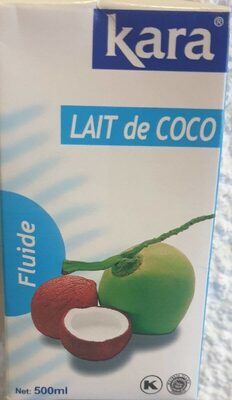 kara®
LAIT de COCO
Fluide
Net: 500ml
K